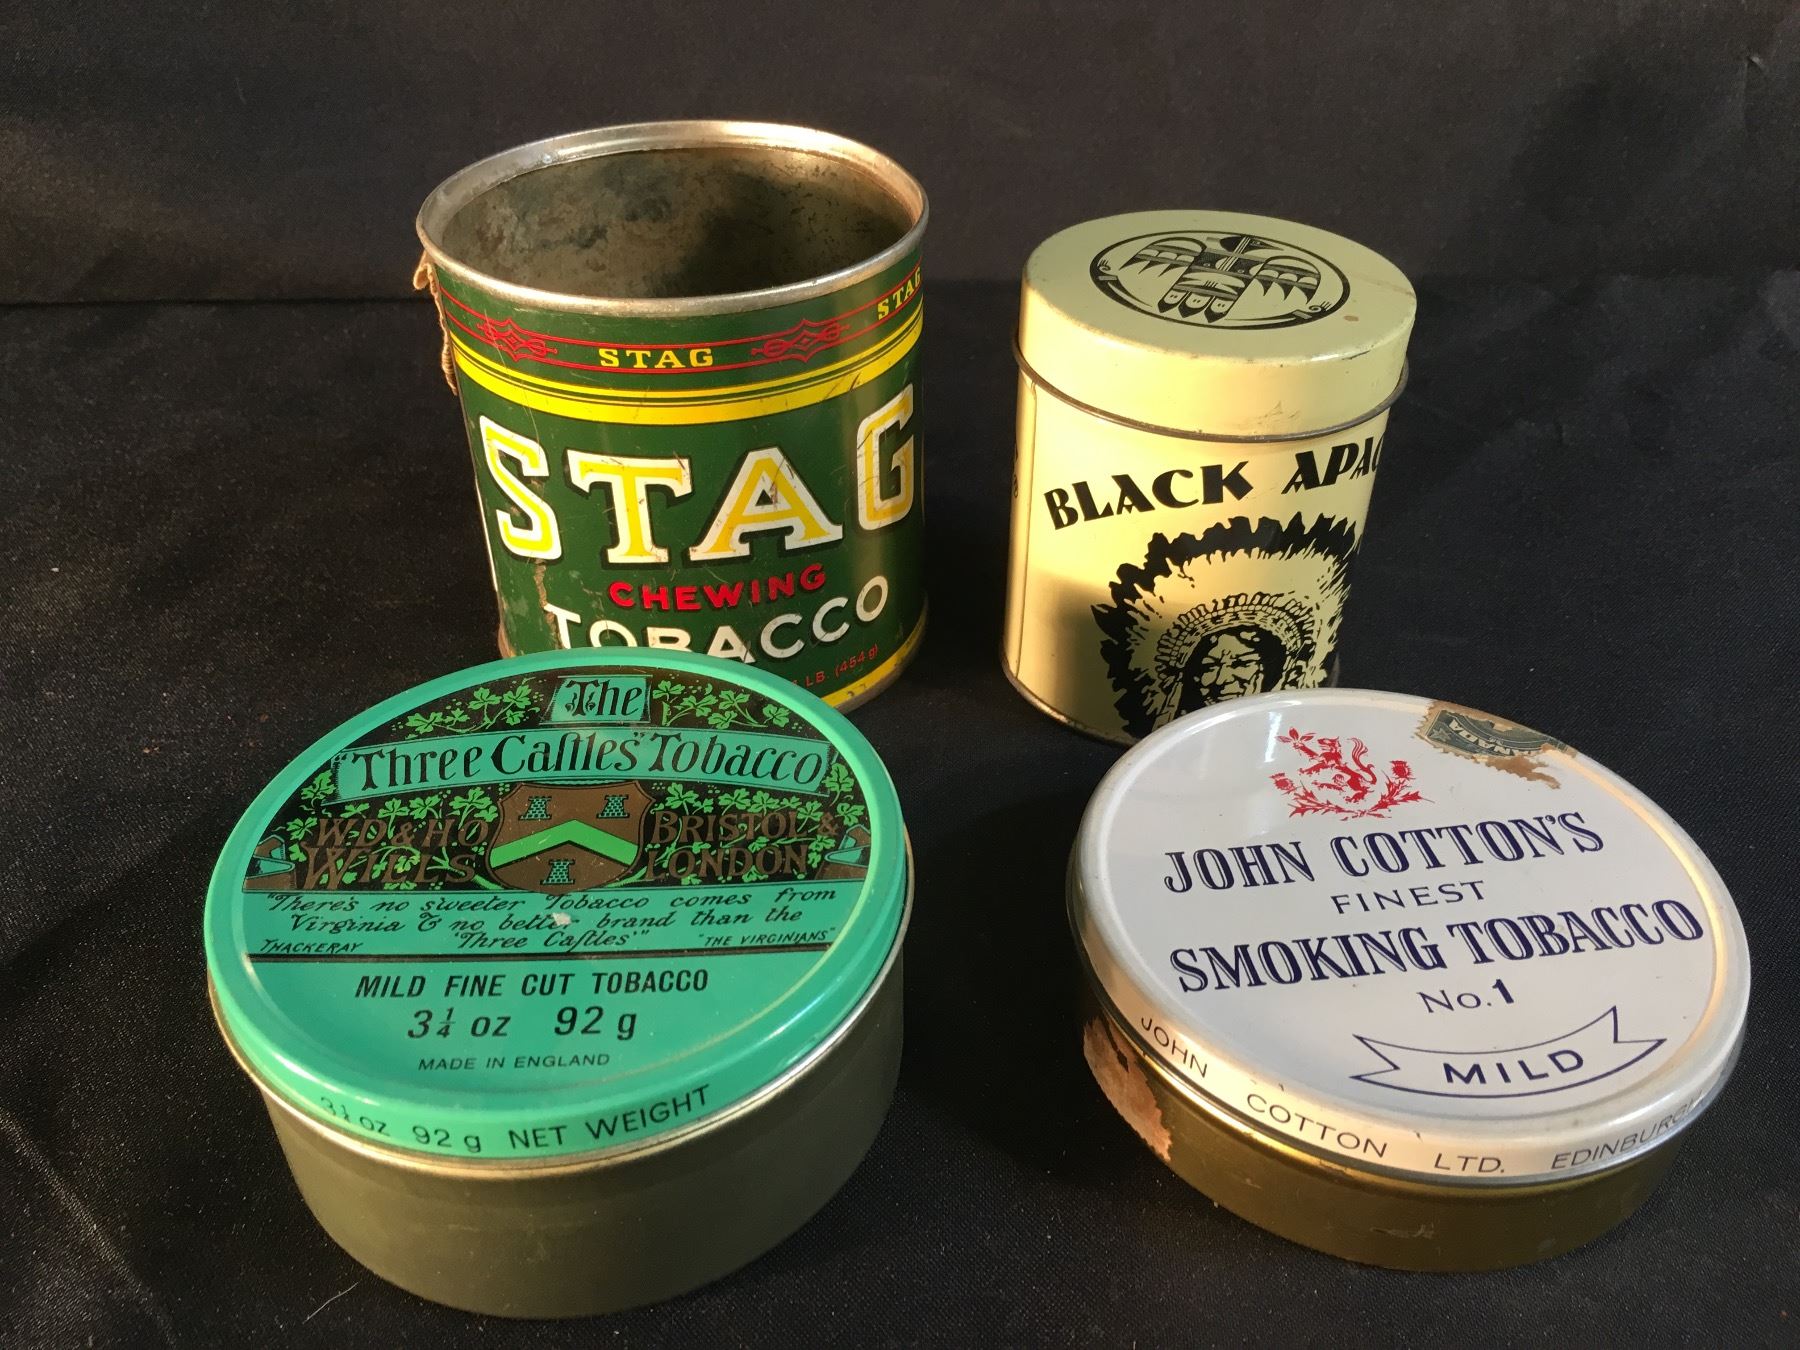 STAG
STAG
STAG
CHEWING
TOBACCO
LB. (454 g)
BLACK
The
"Three Castles" Tobacco
W.D. & H.O. WILLS
BRISTOL & LONDON
"There's no sweeter Tobacco comes from
Virginia & no better brand than the
'Three Castles'"
THACKERAY "THE VIRGINIANS"
MILD FINE CUT TOBACCO
3¼ oz 92 g
MADE IN ENGLAND
3¼ oz 92 g NET WEIGHT
JOHN COTTON'S
FINEST
SMOKING TOBACCO
No.1
MILD
JOHN COTTON LTD. EDINBURGH